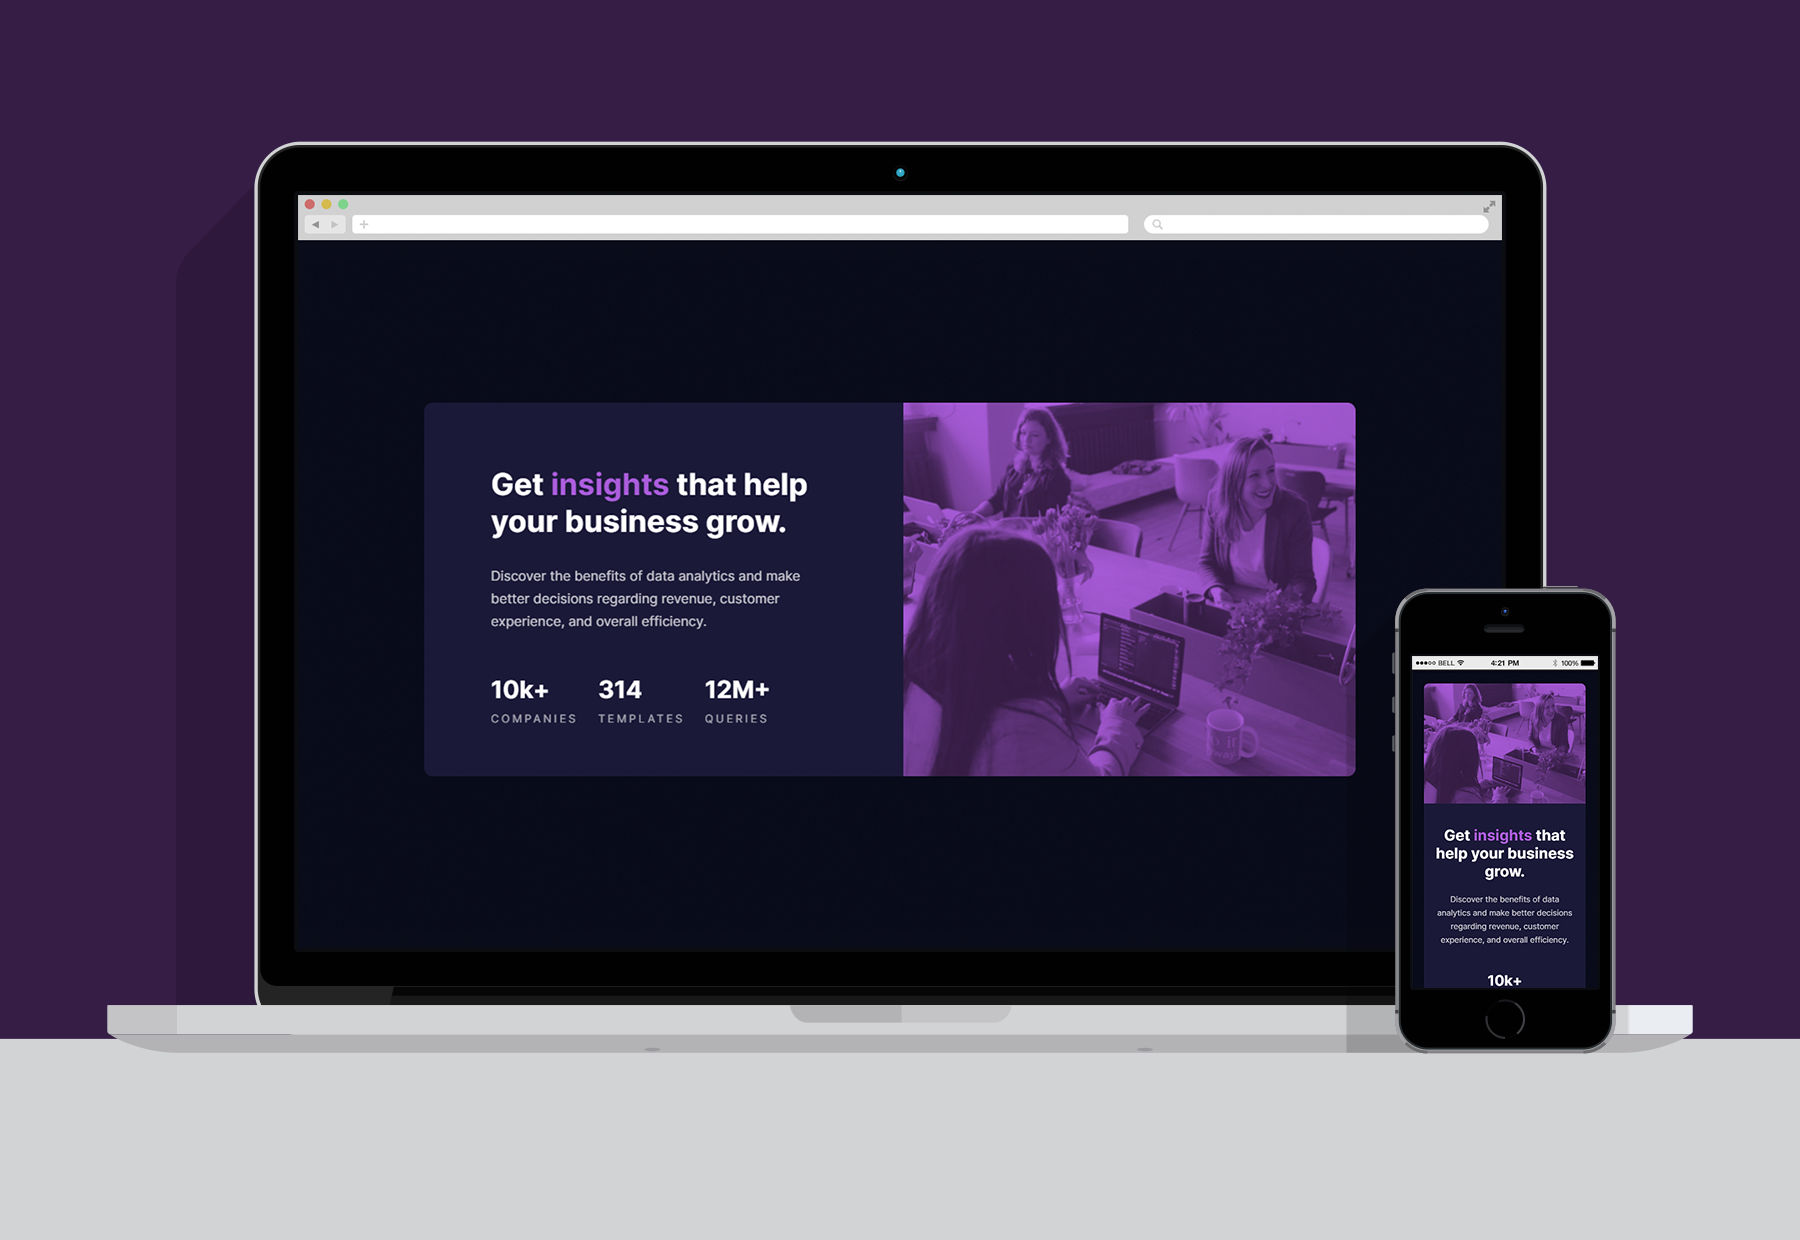 Get insights that help
your business grow.
Discover the benefits of data analytics and make
better decisions regarding revenue, customer
experience, and overall efficiency.
10k+ 314 12M+
COMPANIES TEMPLATES QUERIES
BELL 4:21 PM 100%
Get insights that
help your business
grow.
Discover the benefits of data
analytics and make better decisions
regarding revenue, customer
experience, and overall efficiency.
10k+